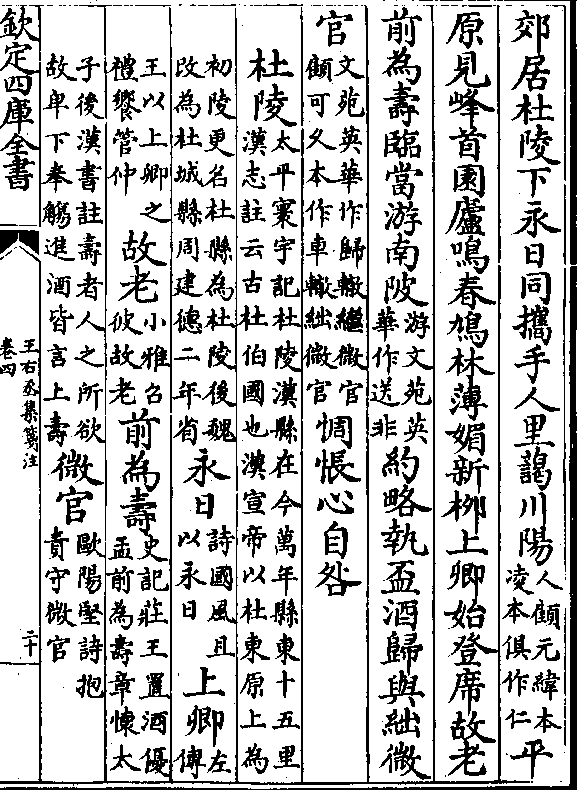 郊居杜陵下永日同攜手人里藹川陽人顧元緯本凌本俱作仁平
原見峰首園廬鳴春鳩林薄媚新柳上卿始登席故老
前為壽臨當游南陂游文苑英華作送非約略執盃酒歸與絀微
官文苑英華作歸轍繼微官顧可久本作車轍絀微官惆悵心自咎
杜陵太平寰宇記杜陵漢縣在今萬年縣東十五里漢志註云古杜伯國也漢宣帝以杜東原上為
初陵更名杜縣為杜陵後魏改為杜城縣周建德二年省永日詩國風且以永日上卿左傳
王以上卿之禮饗管仲故老小雅召彼故老前為壽史記莊王置酒優孟前為壽章懷太
子後漢書註壽者人之所欲故卑下奉觴進酒皆言上壽微官歐陽堅詩抱責守微官
欽定四庫全書
王右丞集箋注
卷四
二十